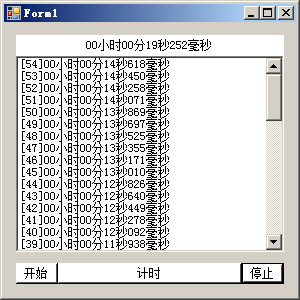 Form1
00小时00分19秒252毫秒
[54]00小时00分14秒618毫秒
[53]00小时00分14秒450毫秒
[52]00小时00分14秒258毫秒
[51]00小时00分14秒071毫秒
[50]00小时00分13秒869毫秒
[49]00小时00分13秒697毫秒
[48]00小时00分13秒525毫秒
[47]00小时00分13秒355毫秒
[46]00小时00分13秒171毫秒
[45]00小时00分13秒010毫秒
[44]00小时00分12秒826毫秒
[43]00小时00分12秒640毫秒
[42]00小时00分12秒449毫秒
[41]00小时00分12秒278毫秒
[40]00小时00分12秒092毫秒
[39]00小时00分11秒938毫秒
开始 计时 停止